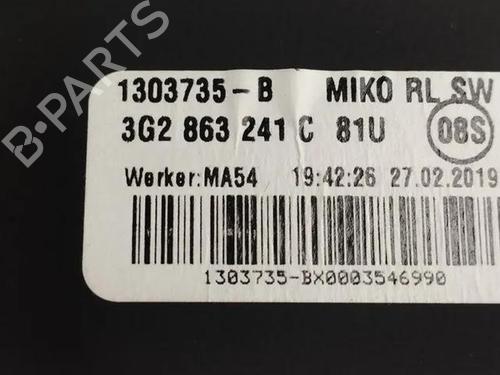 B-PARTS
1303735-B MIKO RL SW
3G2 863 241 C 81U 08S
Werker:MA54 19:42:26 27.02.2019
1303735-BX0003546990